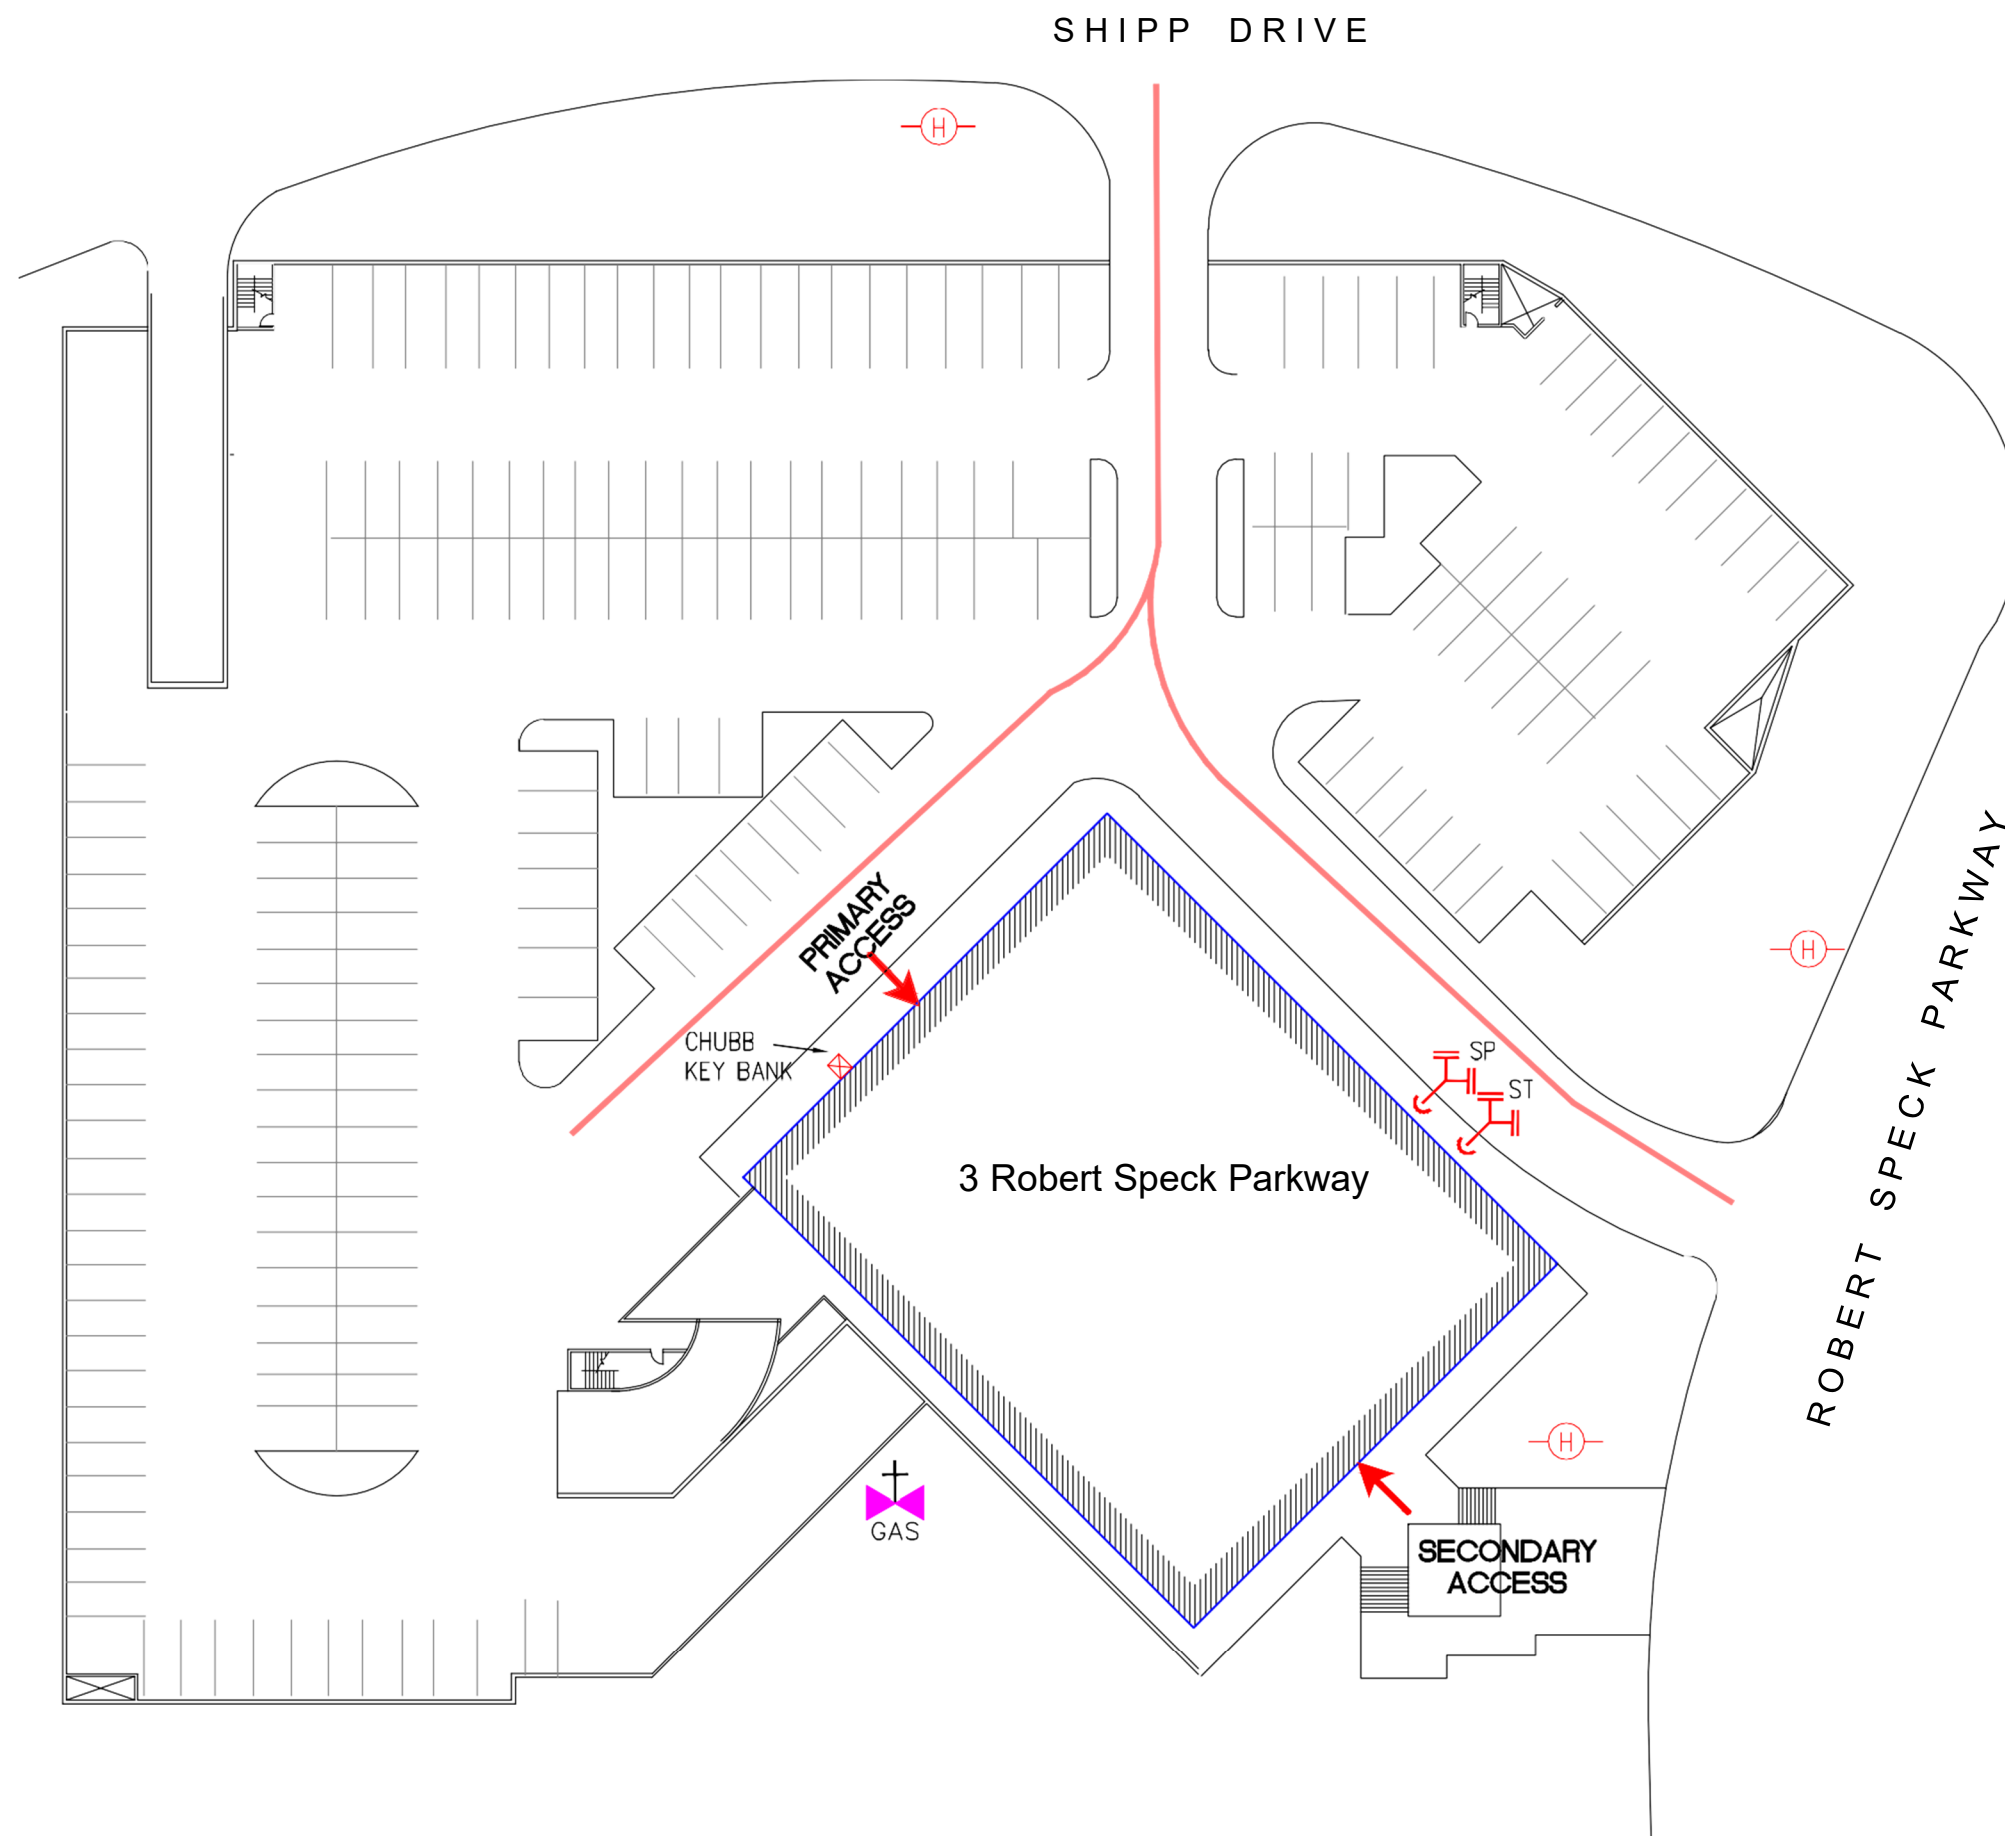 SHIPP DRIVE
H
PRIMARY
ACCESS
H
ROBERT SPECK PARKWAY
CHUBB
KEY BANK
SP
ST
3 Robert Speck Parkway
H
GAS
SECONDARY
ACCESS